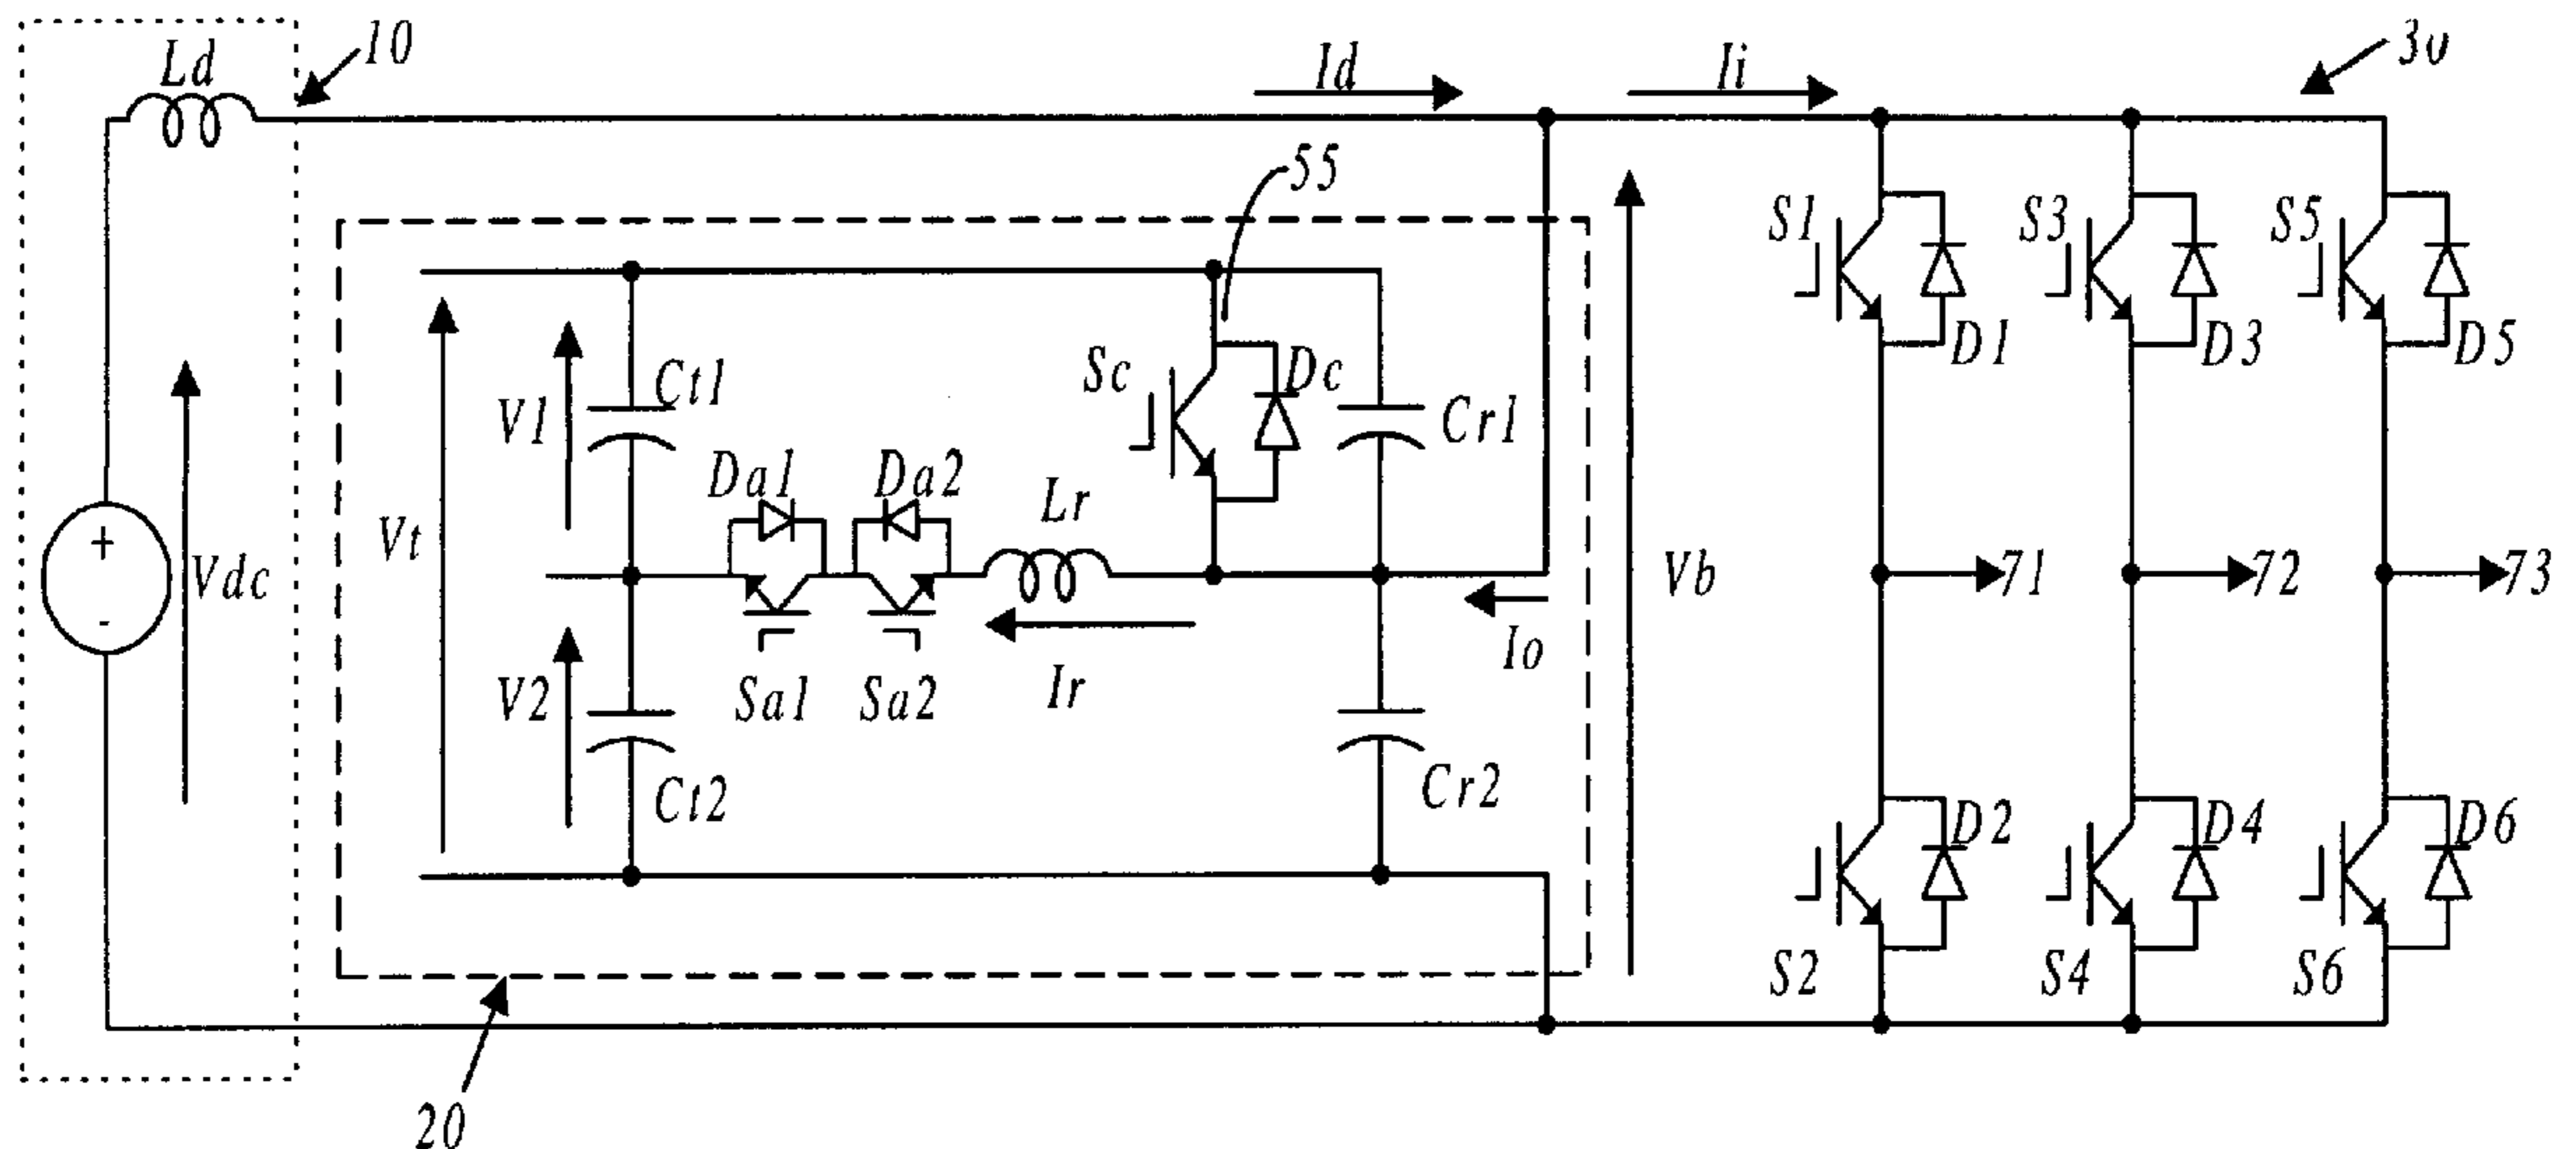 Ld
10
Id
Ii
30
55
S1
S3
S5
D1
D3
D5
Sc
Dc
Ct1
V1
Cr1
Da1
Da2
Lr
Vt
+
-
Vdc
Vb
71
72
73
Io
Ir
V2
Sa1
Sa2
Ct2
Cr2
D2
D4
D6
S2
S4
S6
20